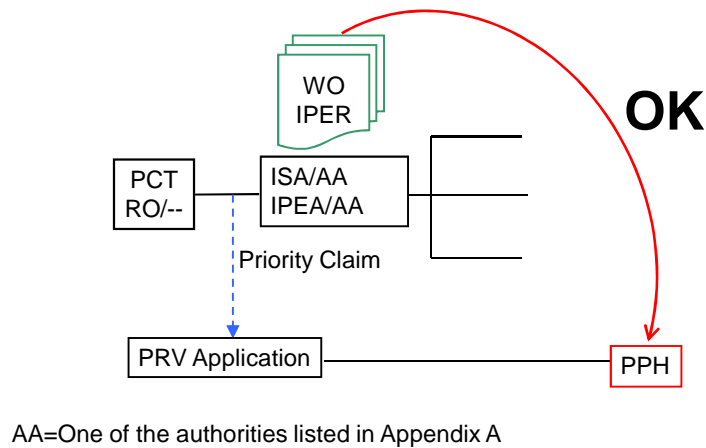 WO
IPER
OK
PCT
RO/--
ISA/AA
IPEA/AA
Priority Claim
PRV Application
PPH
AA=One of the authorities listed in Appendix A